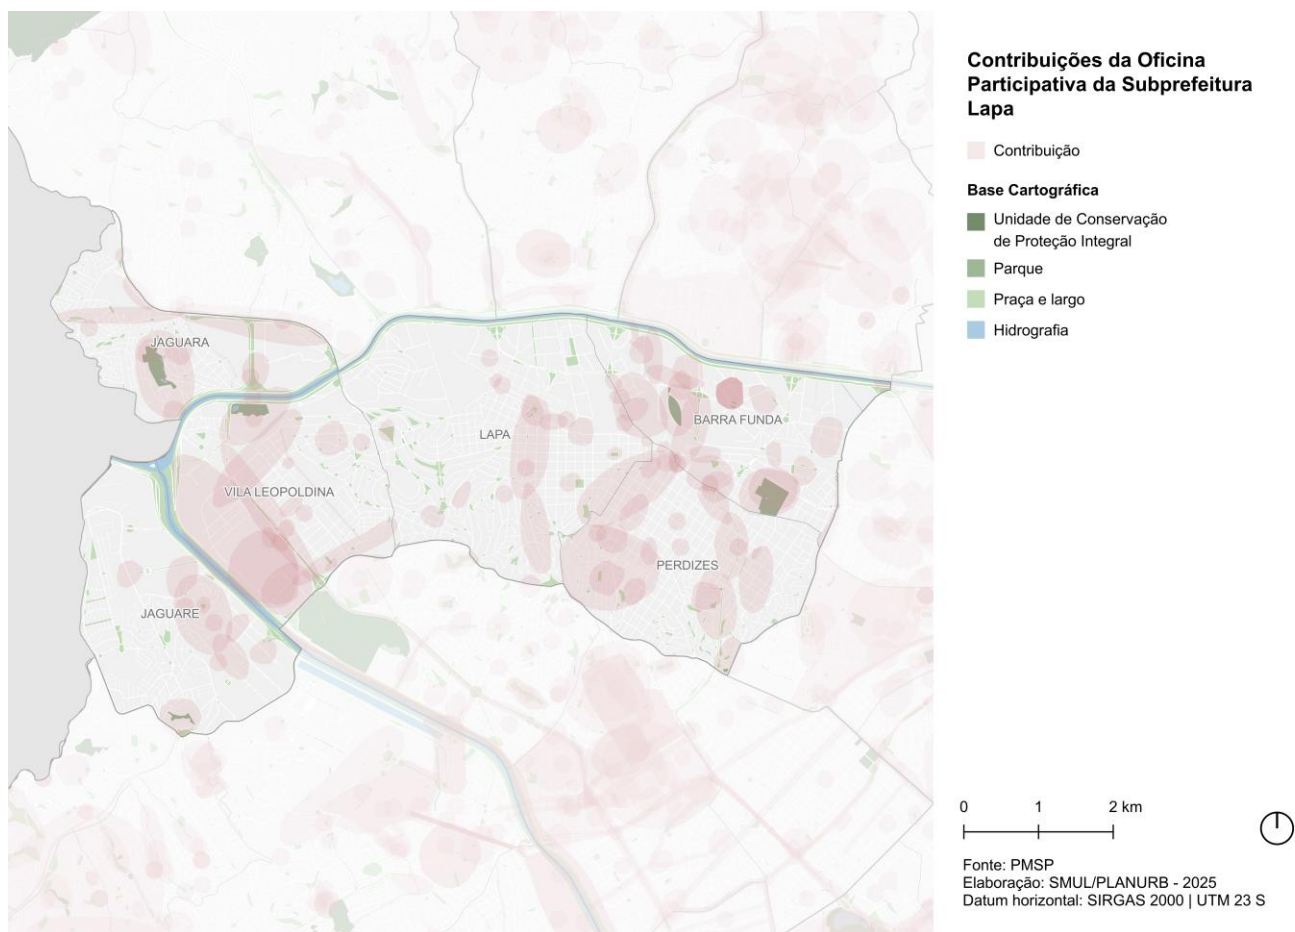 Contribuições da Oficina
Participativa da Subprefeitura
Lapa
Contribuição
Base Cartográfica
Unidade de Conservação
de Proteção Integral
Parque
Praça e largo
Hidrografia
JAGUARA
LAPA
BARRA FUNDA
VILA LEOPOLDINA
PERDIZES
JAGUARE
0 1 2 km
Fonte: PMSP
Elaboração: SMUL/PLANURB - 2025
Datum horizontal: SIRGAS 2000 | UTM 23 S